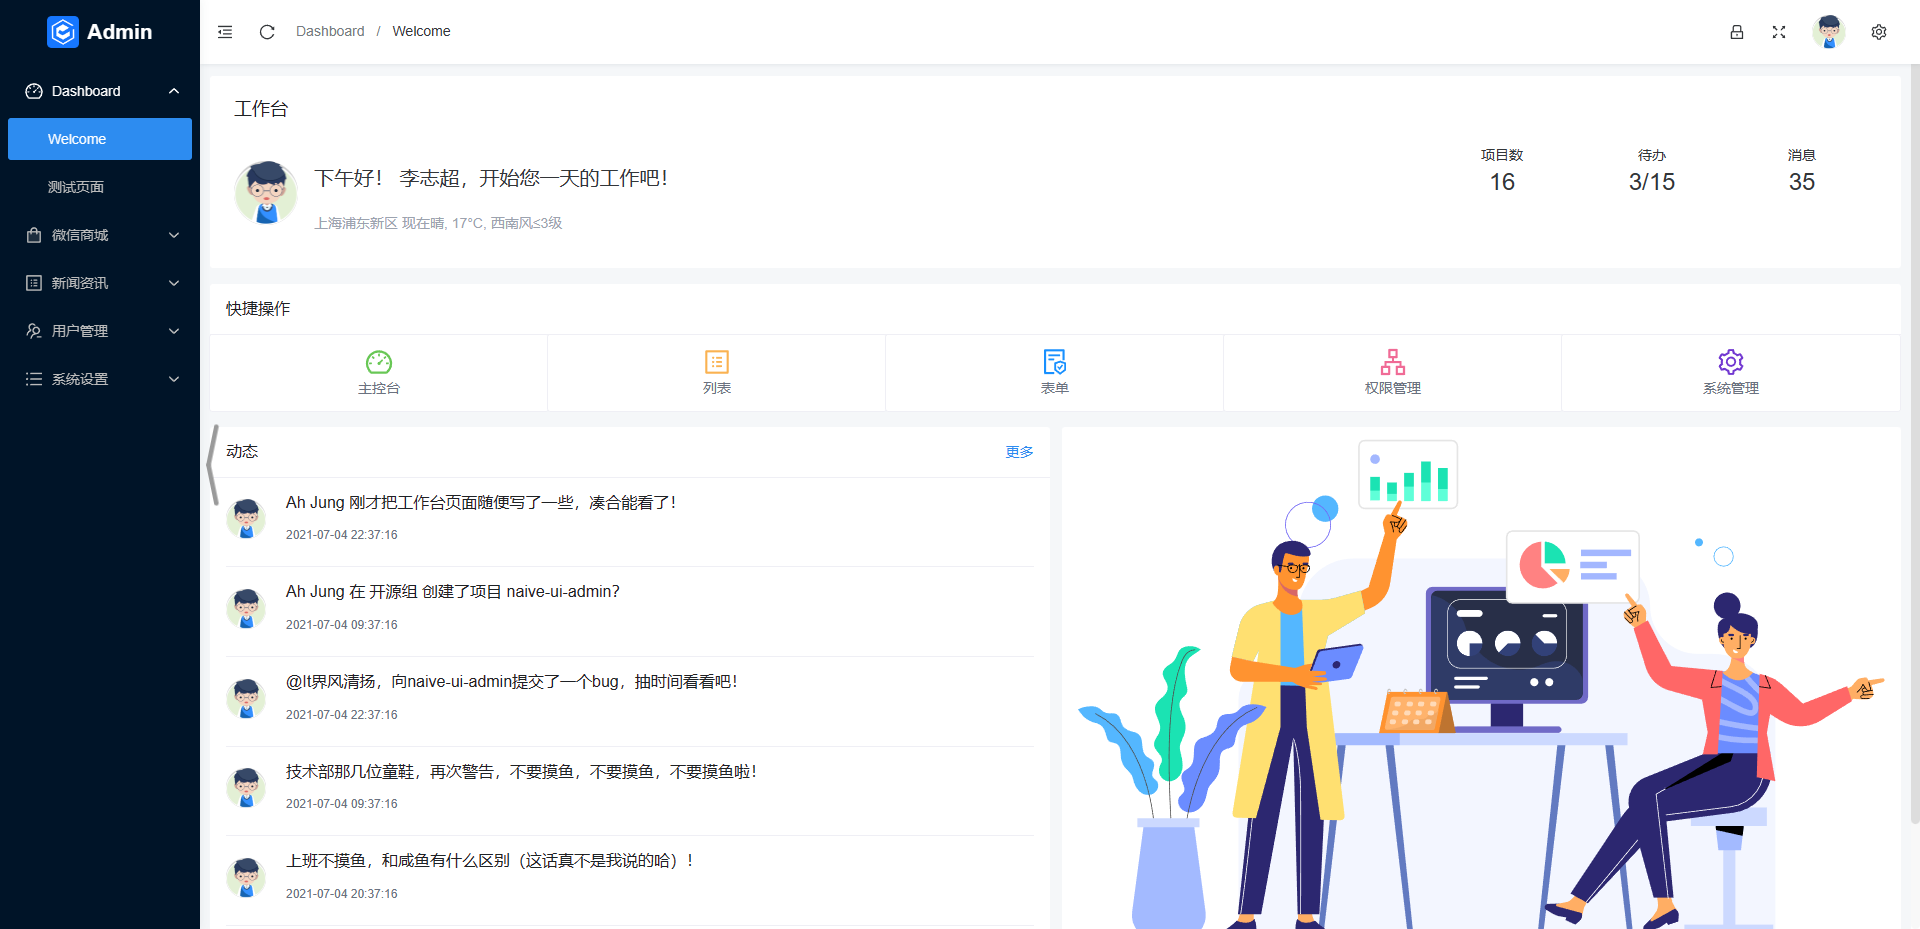 Admin
Dashboard
Welcome
测试页面
微信商城
新闻资讯
用户管理
系统设置
Dashboard / Welcome
工作台
下午好！ 李志超，开始您一天的工作吧！
上海浦东新区 现在晴, 17°C, 西南风≤3级
项目数
16
待办
3/15
消息
35
快捷操作
主控台
列表
表单
权限管理
系统管理
动态
更多
Ah Jung 刚才把工作台页面随便写了一些，凑合能看了！
2021-07-04 22:37:16
Ah Jung 在 开源组 创建了项目 naive-ui-admin？
2021-07-04 09:37:16
@It界风清扬，向naive-ui-admin提交了一个bug，抽时间看看吧！
2021-07-04 22:37:16
技术部那几位童鞋，再次警告，不要摸鱼，不要摸鱼，不要摸鱼啦！
2021-07-04 09:37:16
上班不摸鱼，和咸鱼有什么区别（这话真不是我说的哈）！
2021-07-04 20:37:16